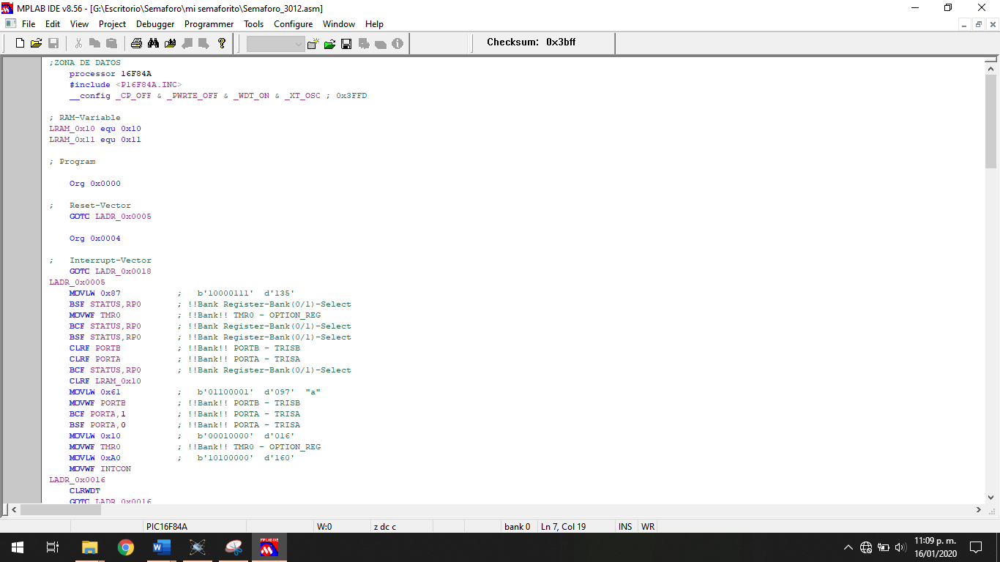 MPLAB IDE v8.56 - [G:\Escritorio\Semaforo\mi semaforito\Semaforo_3012.asm]
File Edit View Project Debugger Programmer Tools Configure Window Help
Checksum: 0x3bff
;ZONA DE DATOS
processor 16F84A
#include <P16F84A.INC>
__config _CP_OFF & _PWRTE_OFF & _WDT_ON & _XT_OSC ; 0x3FFD
; RAM-Variable
LRAM_0x10 equ 0x10
LRAM_0x11 equ 0x11
; Program
Org 0x0000
; Reset-Vector
GOTO LADR_0x0005
Org 0x0004
; Interrupt-Vector
GOTO LADR_0x0018
LADR_0x0005
MOVLW 0x87 ; b'10000111' d'135'
BSF STATUS,RP0 ; !!Bank Register-Bank(0/1)-Select
MOVWF TMR0 ; !!Bank!! TMR0 - OPTION_REG
BCF STATUS,RP0 ; !!Bank Register-Bank(0/1)-Select
BSF STATUS,RP0 ; !!Bank Register-Bank(0/1)-Select
CLRF PORTB ; !!Bank!! PORTB - TRISB
CLRF PORTA ; !!Bank!! PORTA - TRISA
BCF STATUS,RP0 ; !!Bank Register-Bank(0/1)-Select
CLRF LRAM_0x10
MOVLW 0x61 ; b'01100001' d'097' "a"
MOVWF PORTB ; !!Bank!! PORTB - TRISB
BCF PORTA,1 ; !!Bank!! PORTA - TRISA
BSF PORTA,0 ; !!Bank!! PORTA - TRISA
MOVLW 0x10 ; b'00010000' d'016'
MOVWF TMR0 ; !!Bank!! TMR0 - OPTION_REG
MOVLW 0xA0 ; b'10100000' d'160'
MOVWF INTCON
LADR_0x0016
CLRWDT
GOTO LADR_0x0016
PIC16F84A W:0 z dc c bank 0 Ln 7, Col 19 INS WR
MPLAB IDE
11:09 p. m.
16/01/2020